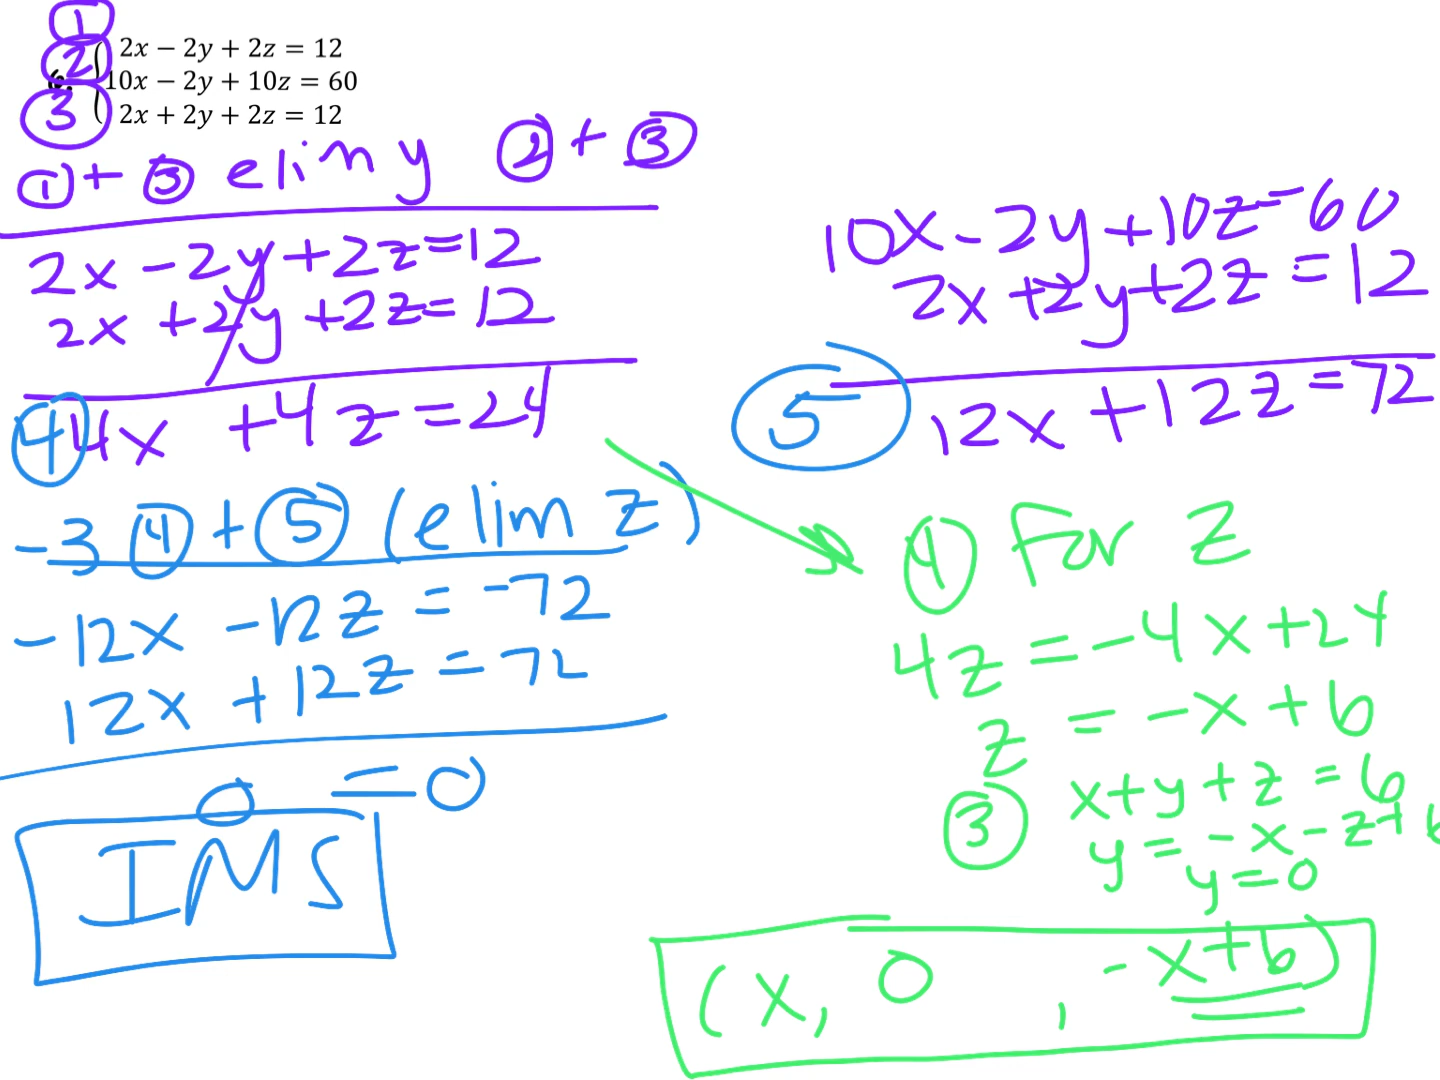 1
2x − 2y + 2z = 12
2
6. 10x − 2y + 10z = 60
3
2x + 2y + 2z = 12
① + ③ elim y ② + ③
2x - 2y + 2z = 12
2x + 2y + 2z = 12
④ 4x + 4z = 24
10x - 2y + 10z = 60
2x + 2y + 2z = 12
⑤ 12x + 12z = 72
-3 ④ + ⑤ (elim z)
-12x - 12z = -72
12x + 12z = 72
0 = 0
IMS
④ for z
4z = -4x + 24
z = -x + 6
③ x + y + z = 6
y = -x - z + 6
y = 0
(x, 0, -x+6)